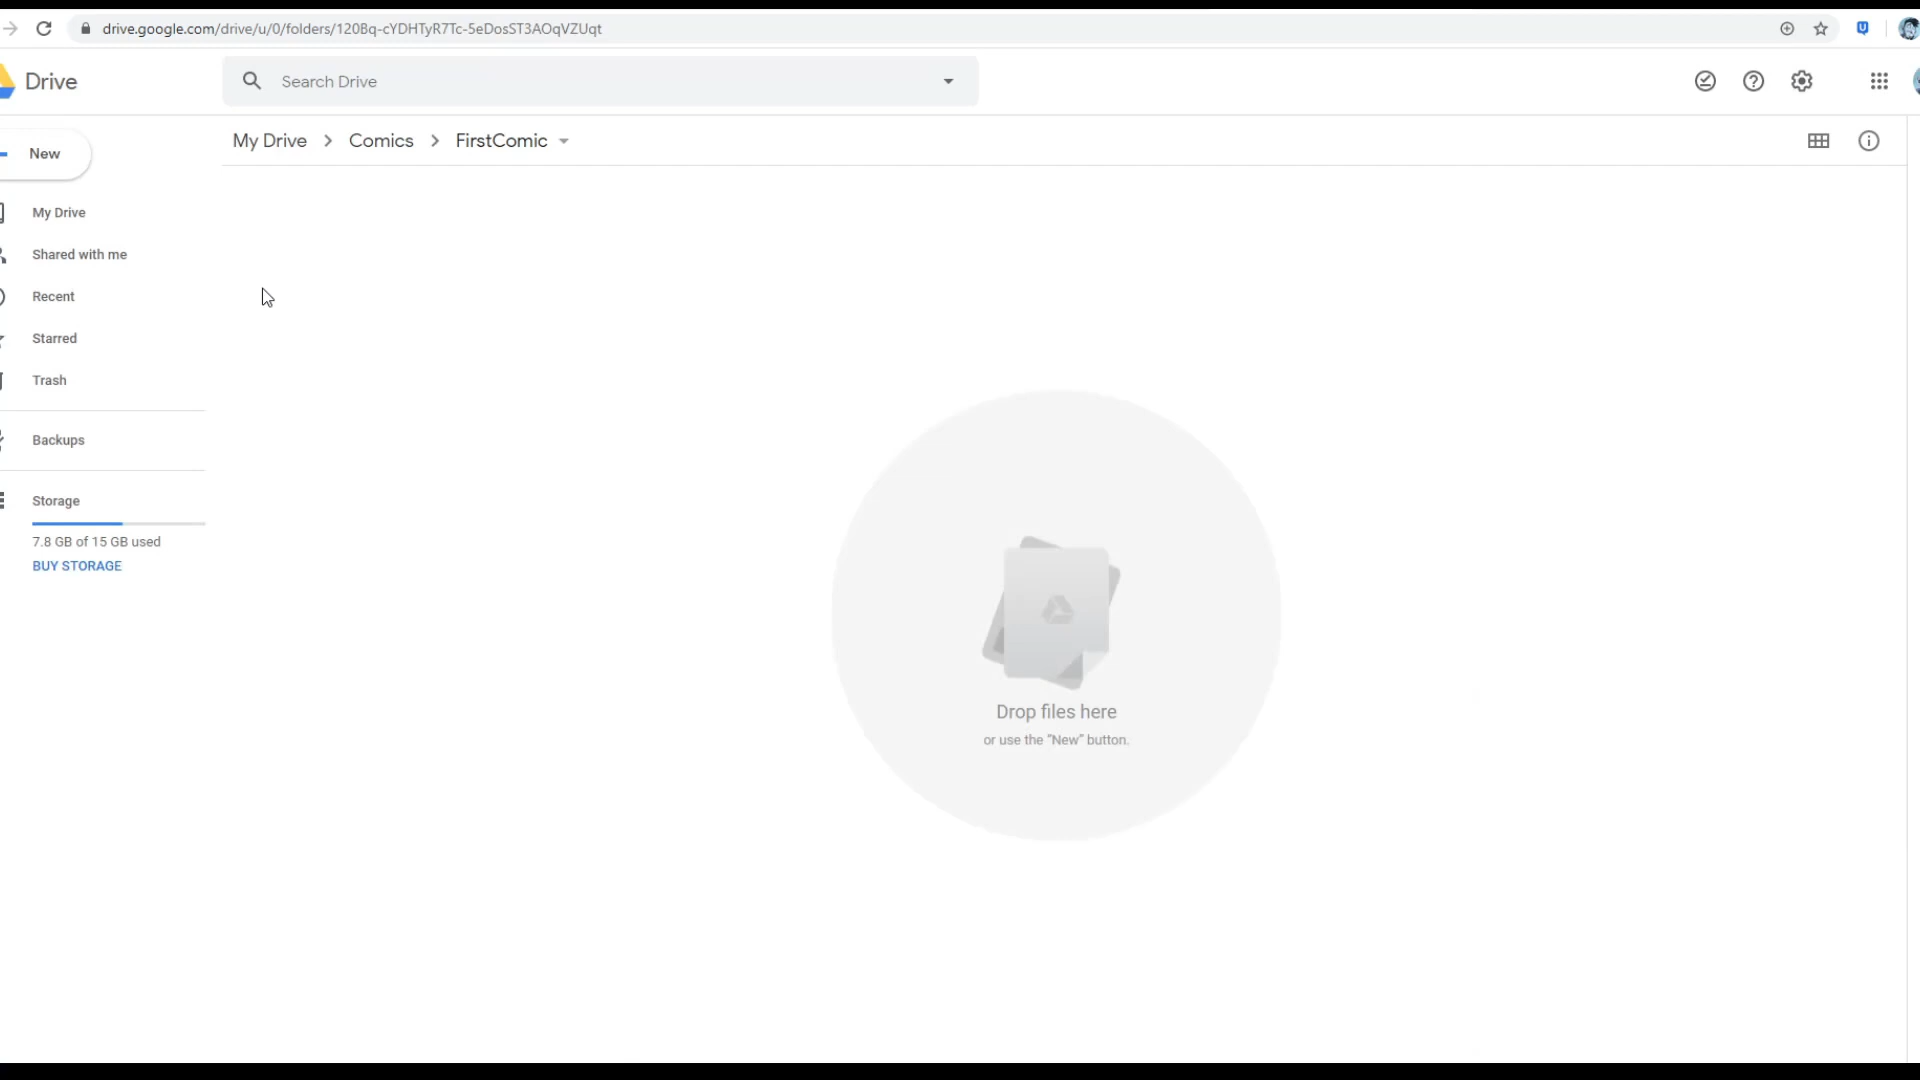 drive.google.com/drive/u/0/folders/120Bq-cYDHTyR7Tc-5eDosST3AOqVZUqt
Drive
Search Drive
New
My Drive
Comics
FirstComic
My Drive
Shared with me
Recent
Starred
Trash
Backups
Storage
7.8 GB of 15 GB used
BUY STORAGE
Drop files here
or use the “New” button.